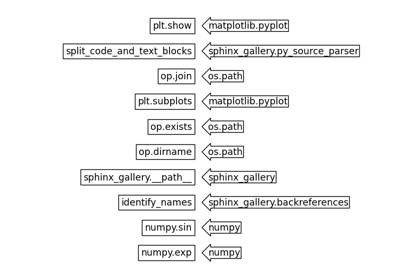 plt.show matplotlib.pyplot
split_code_and_text_blocks sphinx_gallery.py_source_parser
op.join os.path
plt.subplots matplotlib.pyplot
op.exists os.path
op.dirname os.path
sphinx_gallery.__path__ sphinx_gallery
identify_names sphinx_gallery.backreferences
numpy.sin numpy
numpy.exp numpy